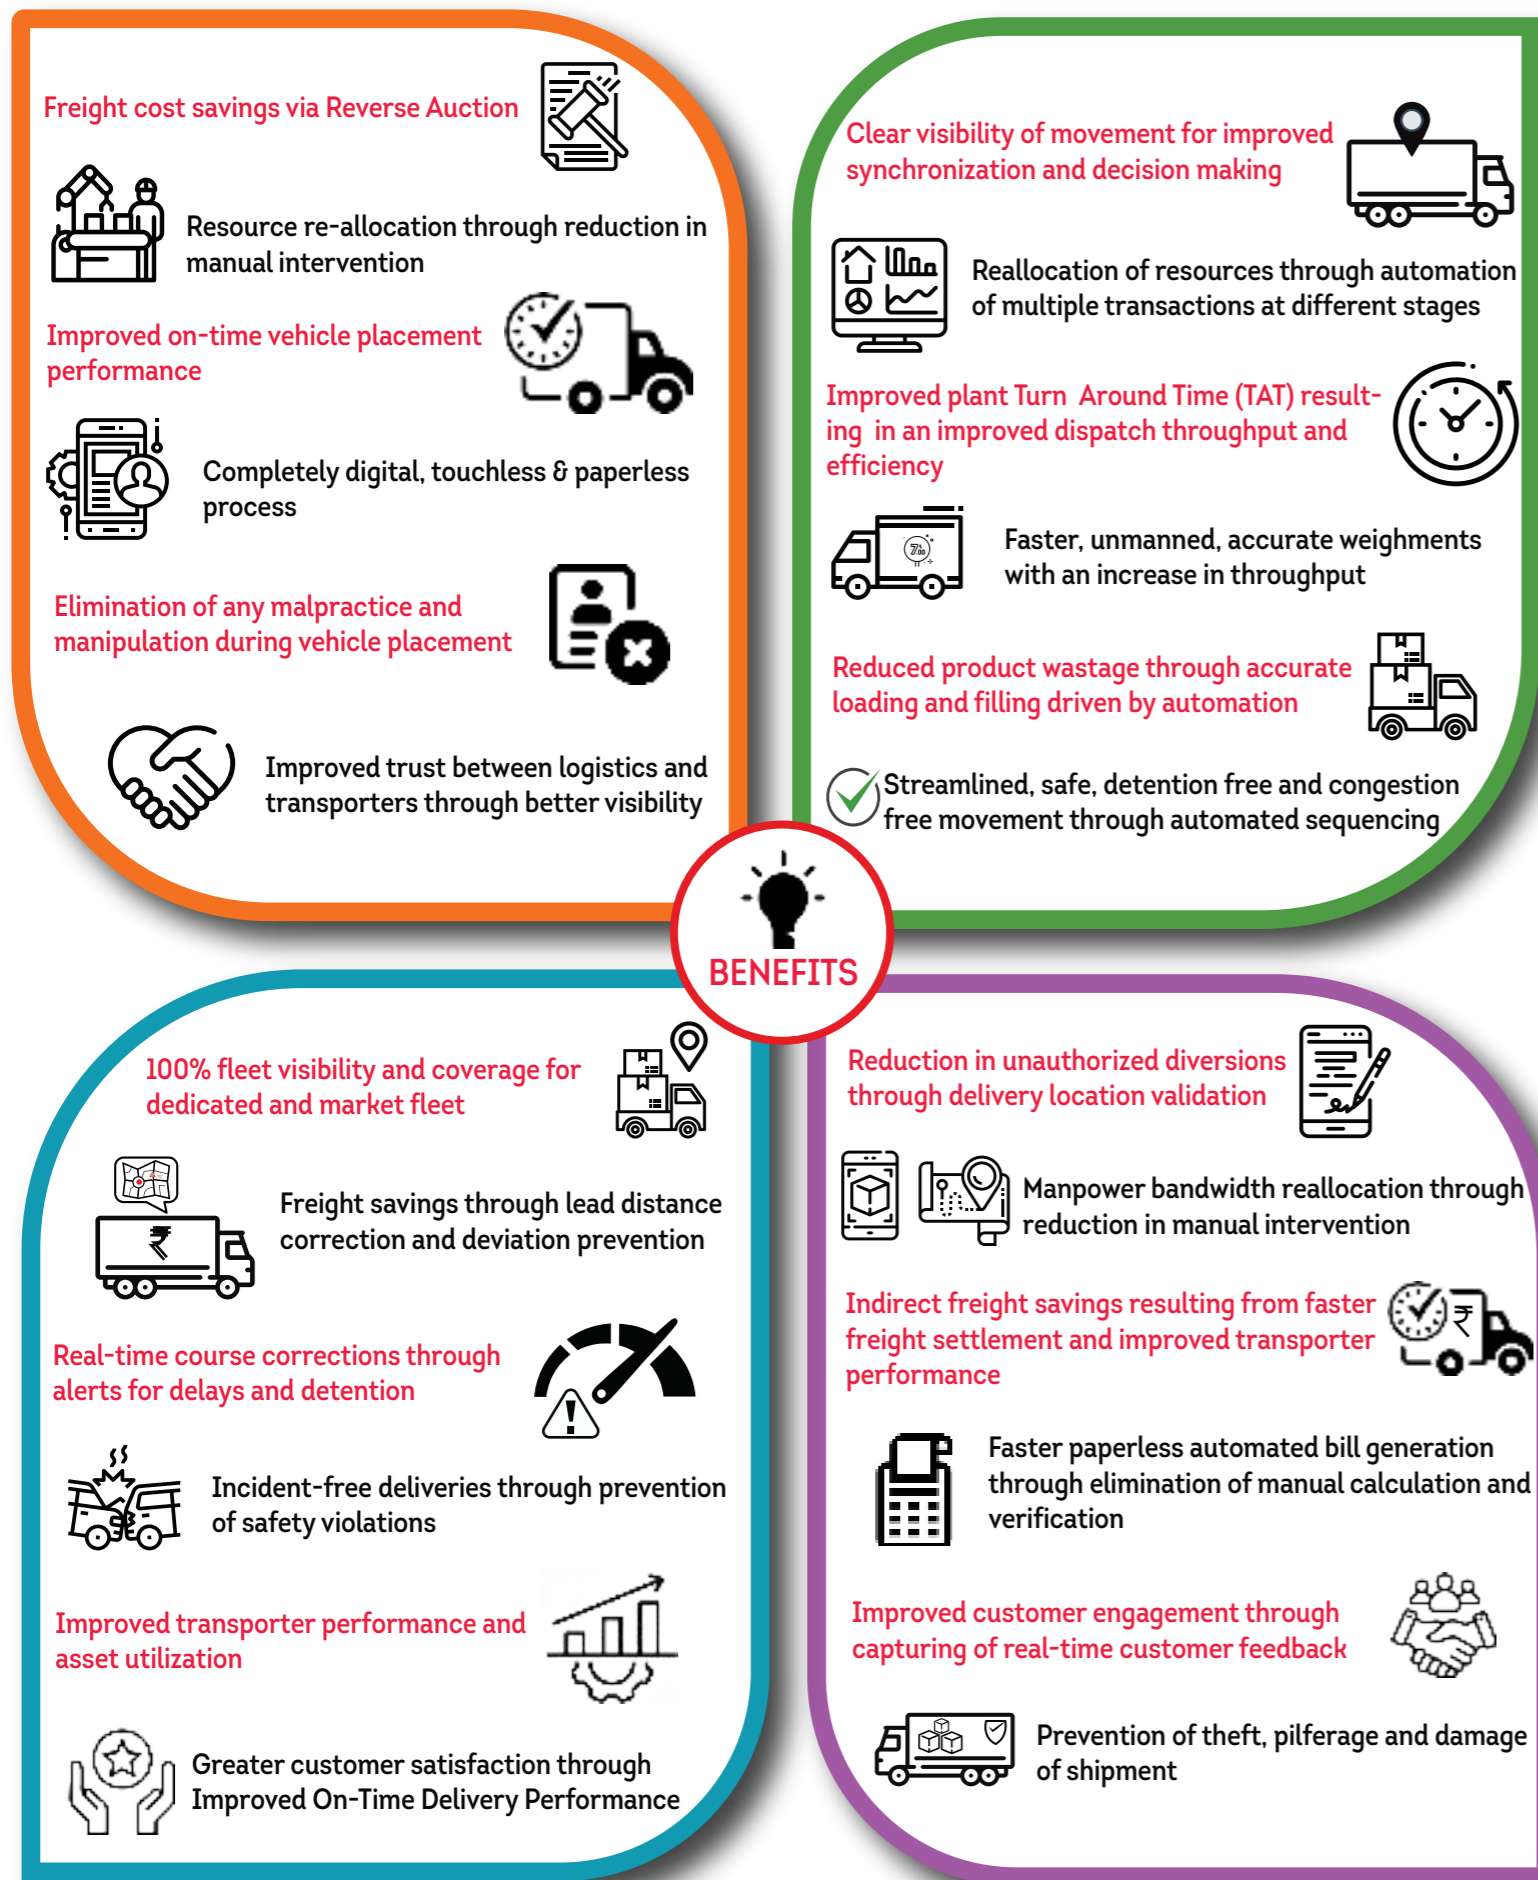 Freight cost savings via Reverse Auction
Resource re-allocation through reduction in
manual intervention
Improved on-time vehicle placement
performance
Completely digital, touchless & paperless
process
Elimination of any malpractice and
manipulation during vehicle placement
Improved trust between logistics and
transporters through better visibility
Clear visibility of movement for improved
synchronization and decision making
Reallocation of resources through automation
of multiple transactions at different stages
Improved plant Turn Around Time (TAT) result-
ing in an improved dispatch throughput and
efficiency
Faster, unmanned, accurate weighments
with an increase in throughput
Reduced product wastage through accurate
loading and filling driven by automation
Streamlined, safe, detention free and congestion
free movement through automated sequencing
BENEFITS
100% fleet visibility and coverage for
dedicated and market fleet
Freight savings through lead distance
correction and deviation prevention
₹
Real-time course corrections through
alerts for delays and detention
Incident-free deliveries through prevention
of safety violations
Improved transporter performance and
asset utilization
Greater customer satisfaction through
Improved On-Time Delivery Performance
Reduction in unauthorized diversions
through delivery location validation
Manpower bandwidth reallocation through
reduction in manual intervention
Indirect freight savings resulting from faster
freight settlement and improved transporter
performance
₹
Faster paperless automated bill generation
through elimination of manual calculation and
verification
Improved customer engagement through
capturing of real-time customer feedback
Prevention of theft, pilferage and damage
of shipment